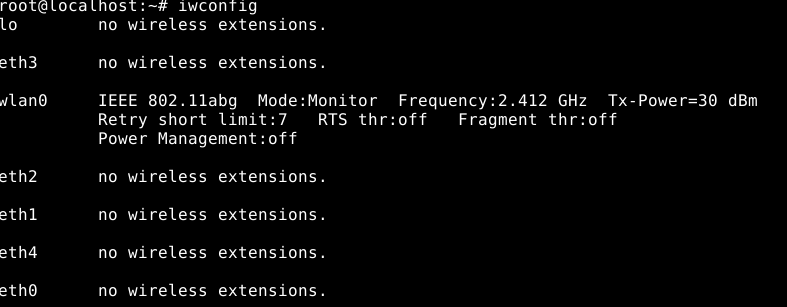 root@localhost:~# iwconfig
lo        no wireless extensions.
eth3      no wireless extensions.
wlan0     IEEE 802.11abg  Mode:Monitor  Frequency:2.412 GHz  Tx-Power=30 dBm
          Retry short limit:7   RTS thr:off   Fragment thr:off
          Power Management:off
eth2      no wireless extensions.
eth1      no wireless extensions.
eth4      no wireless extensions.
eth0      no wireless extensions.